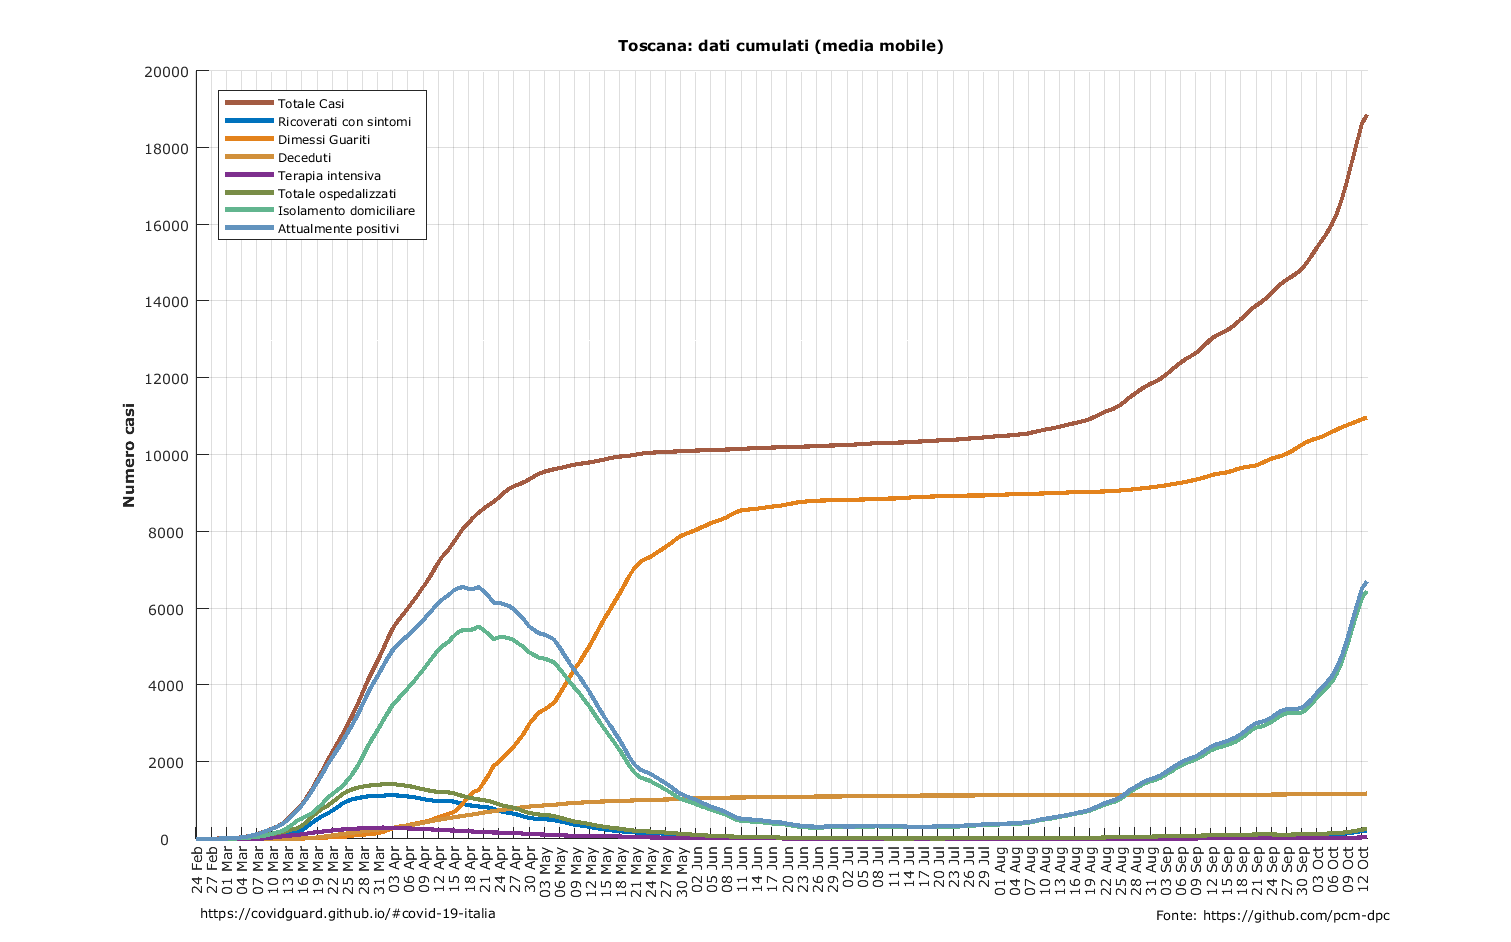 Toscana: dati cumulati (media mobile)
20000
18000
16000
14000
12000
10000
8000
6000
4000
2000
0
Numero casi
Totale Casi
Ricoverati con sintomi
Dimessi Guariti
Deceduti
Terapia intensiva
Totale ospedalizzati
Isolamento domiciliare
Attualmente positivi
24 Feb
27 Feb
01 Mar
04 Mar
07 Mar
10 Mar
13 Mar
16 Mar
19 Mar
22 Mar
25 Mar
28 Mar
31 Mar
03 Apr
06 Apr
09 Apr
12 Apr
15 Apr
18 Apr
21 Apr
24 Apr
27 Apr
30 Apr
03 May
06 May
09 May
12 May
15 May
18 May
21 May
24 May
27 May
30 May
02 Jun
05 Jun
08 Jun
11 Jun
14 Jun
17 Jun
20 Jun
23 Jun
26 Jun
29 Jun
02 Jul
05 Jul
08 Jul
11 Jul
14 Jul
17 Jul
20 Jul
23 Jul
26 Jul
29 Jul
01 Aug
04 Aug
07 Aug
10 Aug
13 Aug
16 Aug
19 Aug
22 Aug
25 Aug
28 Aug
31 Aug
03 Sep
06 Sep
09 Sep
12 Sep
15 Sep
18 Sep
21 Sep
24 Sep
27 Sep
30 Sep
03 Oct
06 Oct
09 Oct
12 Oct
https://covidguard.github.io/#covid-19-italia
Fonte: https://github.com/pcm-dpc